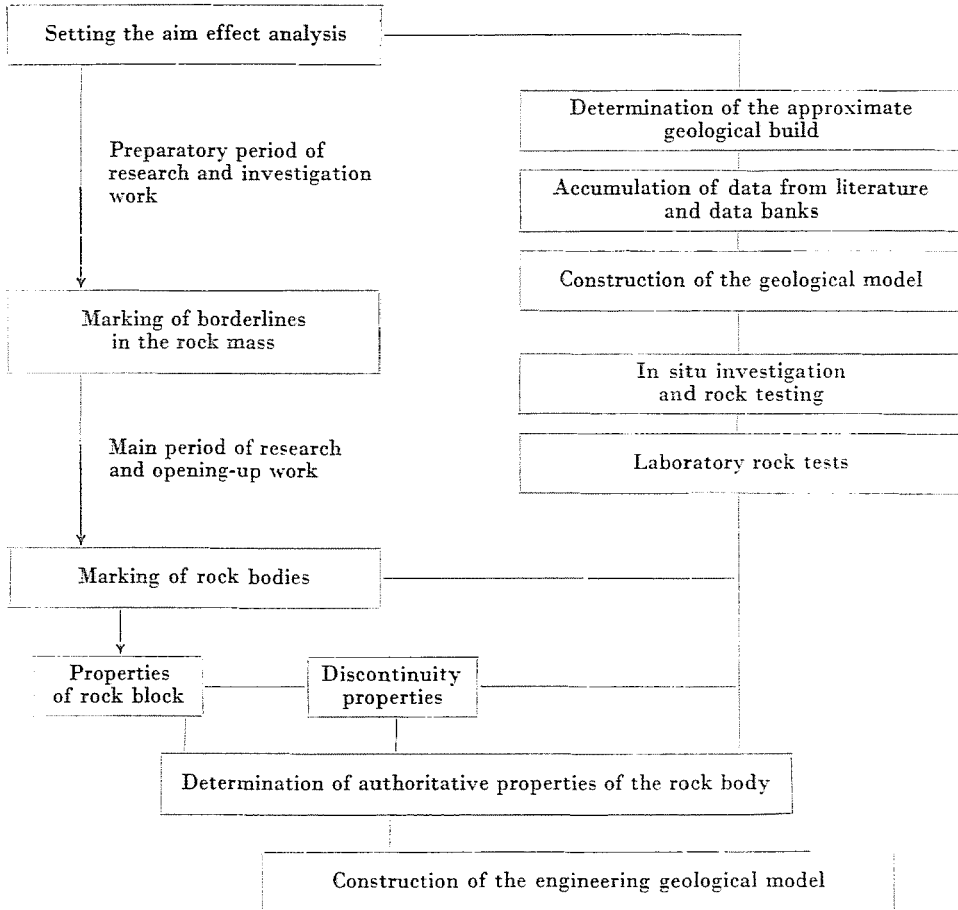 Setting the aim effect analysis
Determination of the approximate
geological build
Preparatory period of
research and investigation
work
Accumulation of data from literature
and data banks
Construction of the geological model
Marking of borderlines
in the rock mass
In situ investigation
and rock testing
Main period of research
and opening-up work
Laboratory rock tests
Marking of rock bodies
Properties
of rock block
Discontinuity
properties
Determination of authoritative properties of the rock body
Construction of the engineering geological model